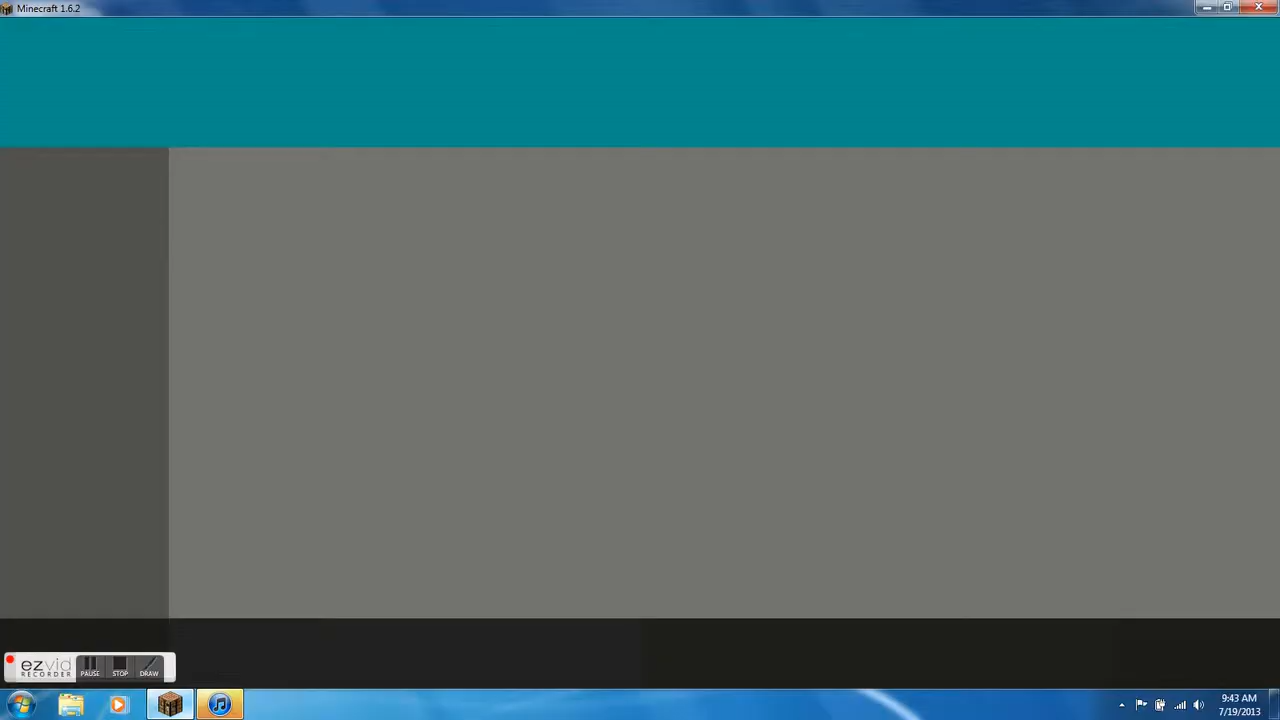 Minecraft 1.6.2
ezvid
RECORDER
PAUSE
STOP
DRAW
9:43 AM
7/19/2013